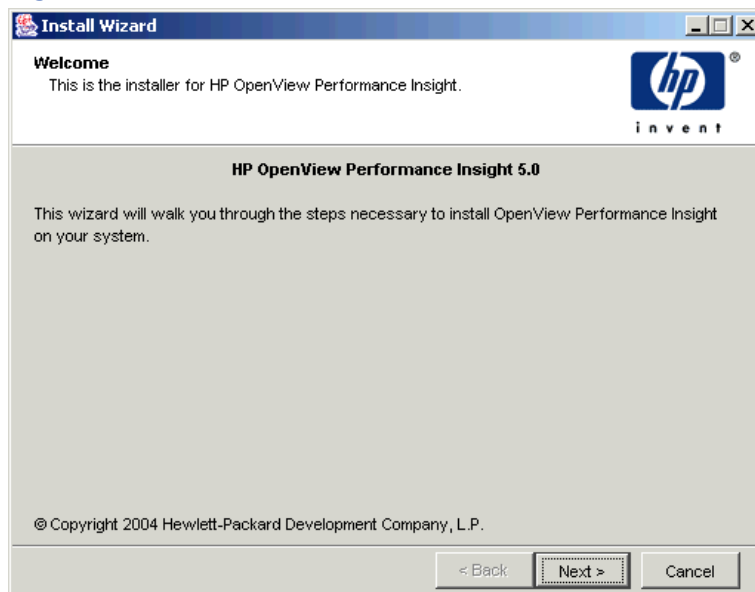 Install Wizard
Welcome
This is the installer for HP OpenView Performance Insight.
hp
®
invent
HP OpenView Performance Insight 5.0
This wizard will walk you through the steps necessary to install OpenView Performance Insight
on your system.
© Copyright 2004 Hewlett-Packard Development Company, L.P.
< Back
Next >
Cancel